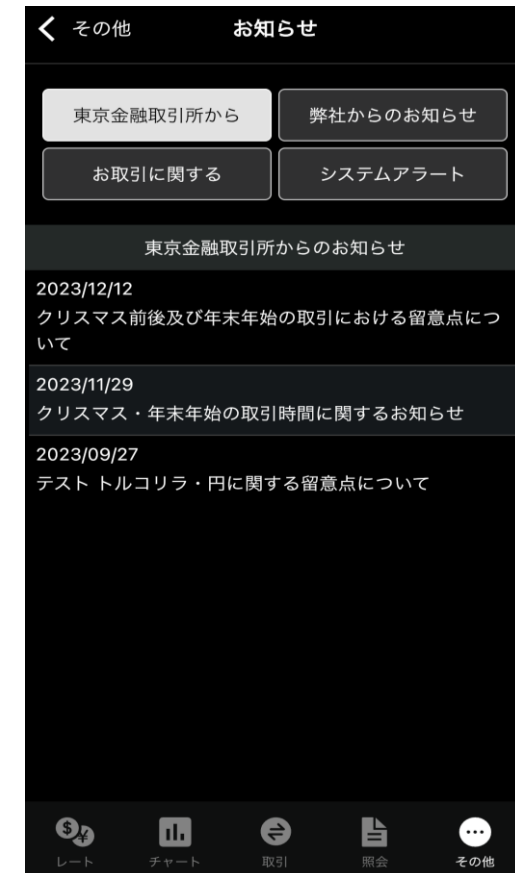 その他
お知らせ
東京金融取引所から
弊社からのお知らせ
お取引に関する
システムアラート
東京金融取引所からのお知らせ
2023/12/12
クリスマス前後及び年末年始の取引における留意点につ
いて
2023/11/29
クリスマス・年末年始の取引時間に関するお知らせ
2023/09/27
テスト トルコリラ・円に関する留意点について
$¥
レート
チャート
取引
照会
その他